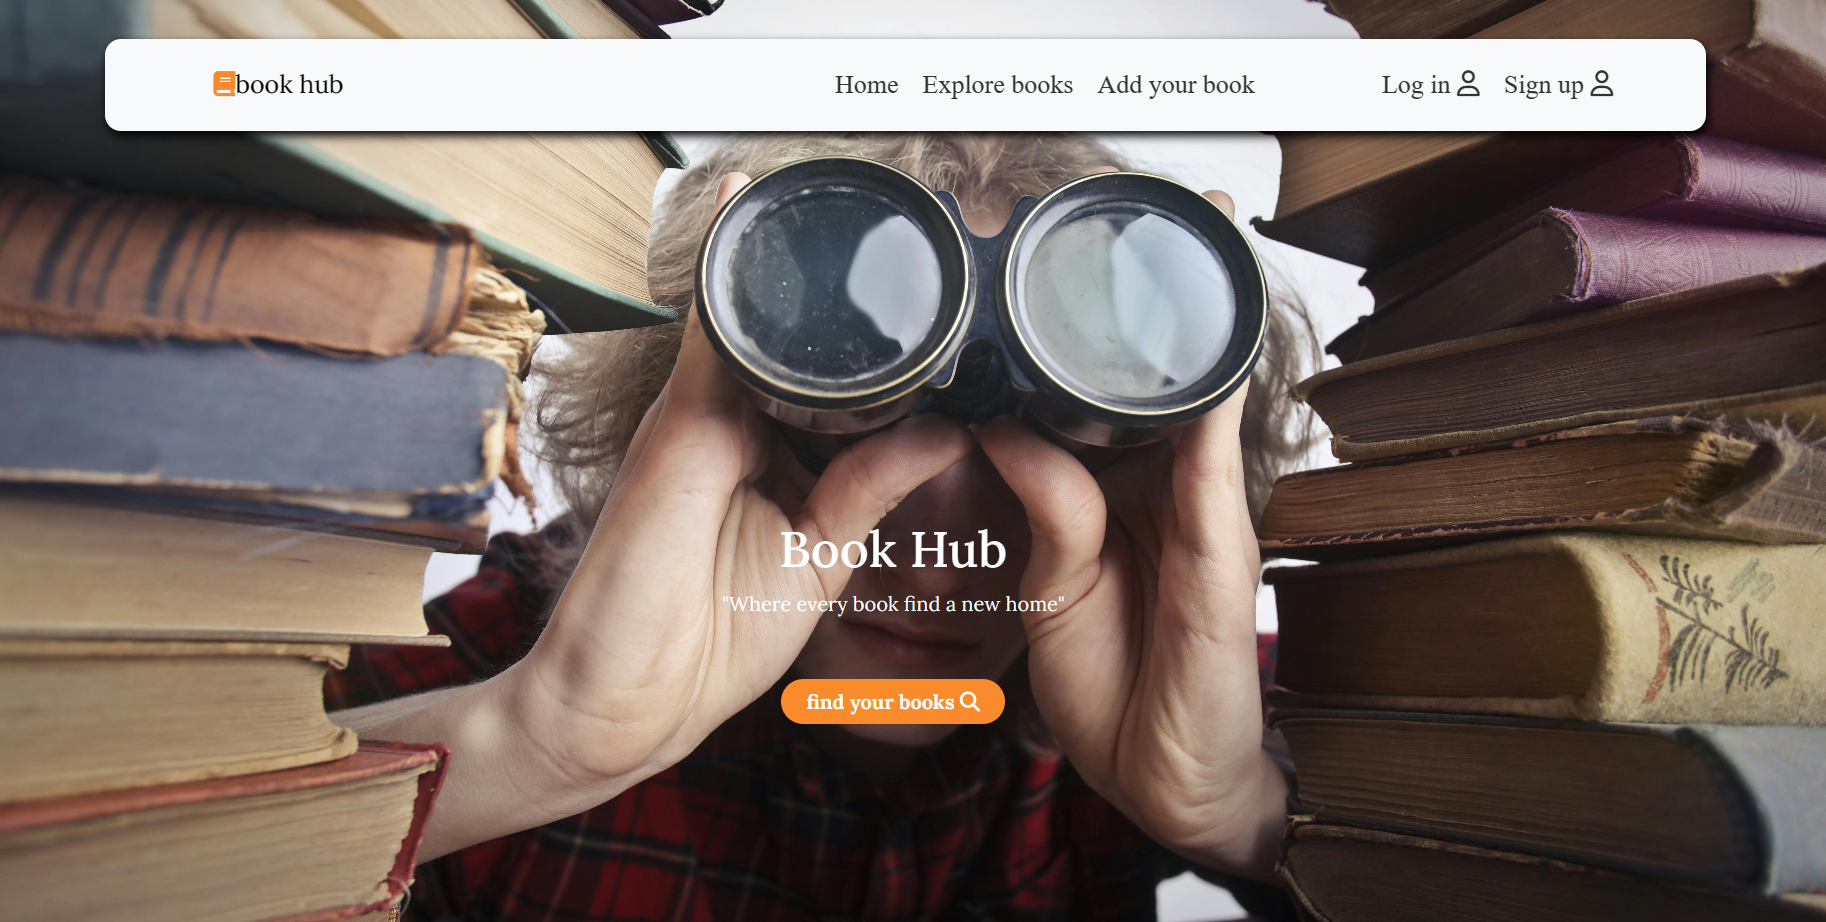 book hub
Home Explore books Add your book
Log in Sign up
Book Hub
"Where every book find a new home"
find your books